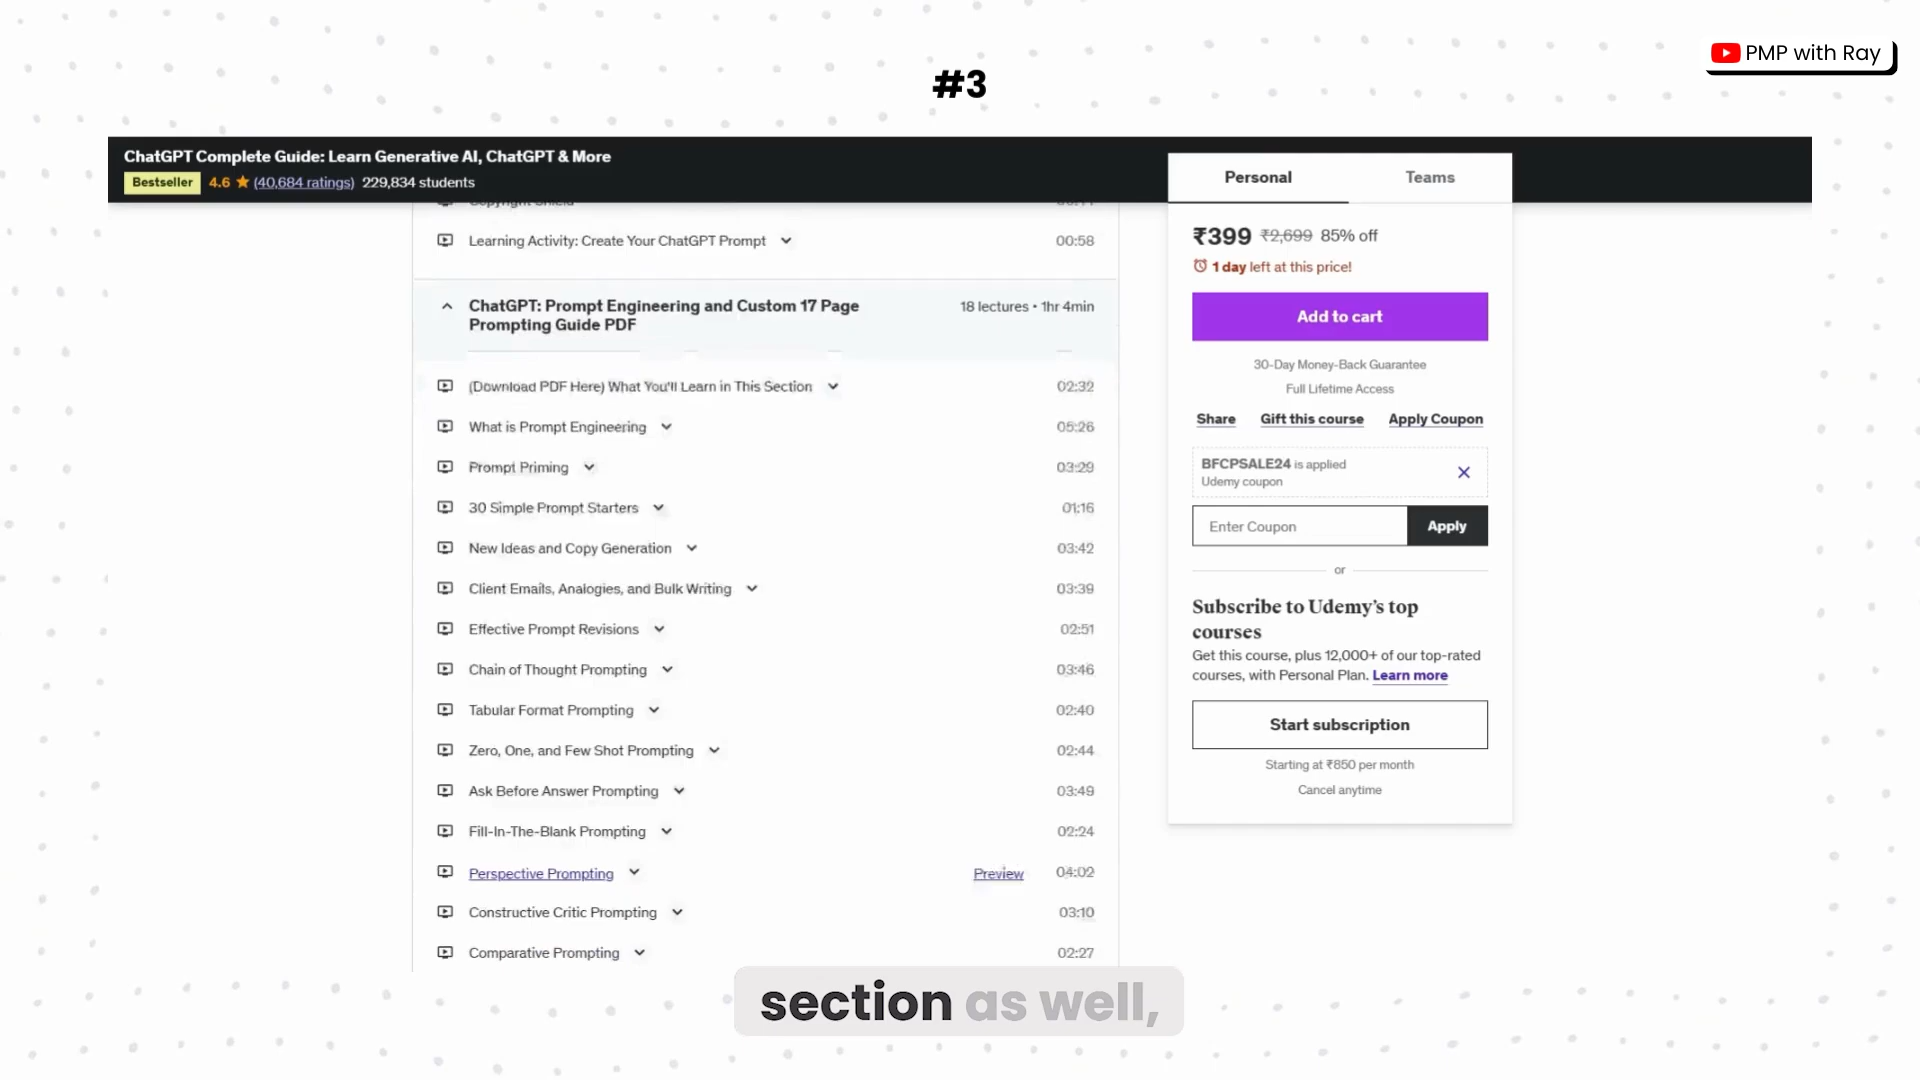 PMP with Ray
#3
ChatGPT Complete Guide: Learn Generative AI, ChatGPT & More
Bestseller 4.6 (40,684 ratings) 229,834 students
Copyright Shield
Learning Activity: Create Your ChatGPT Prompt 00:58
ChatGPT: Prompt Engineering and Custom 17 Page 18 lectures • 1hr 4min
Prompting Guide PDF
(Download PDF Here) What You'll Learn in This Section 02:32
What is Prompt Engineering 05:26
Prompt Priming 03:29
30 Simple Prompt Starters 01:16
New Ideas and Copy Generation 03:42
Client Emails, Analogies, and Bulk Writing 03:39
Effective Prompt Revisions 02:51
Chain of Thought Prompting 03:46
Tabular Format Prompting 02:40
Zero, One, and Few Shot Prompting 02:44
Ask Before Answer Prompting 03:49
Fill-In-The-Blank Prompting 02:24
Perspective Prompting Preview 04:02
Constructive Critic Prompting 03:10
Comparative Prompting 02:27
Personal Teams
₹399 ₹2,699 85% off
1 day left at this price!
Add to cart
30-Day Money-Back Guarantee
Full Lifetime Access
Share Gift this course Apply Coupon
BFCPSALE24 is applied
Udemy coupon
Enter Coupon Apply
or
Subscribe to Udemy's top
courses
Get this course, plus 12,000+ of our top-rated
courses, with Personal Plan. Learn more
Start subscription
Starting at ₹850 per month
Cancel anytime
section as well,